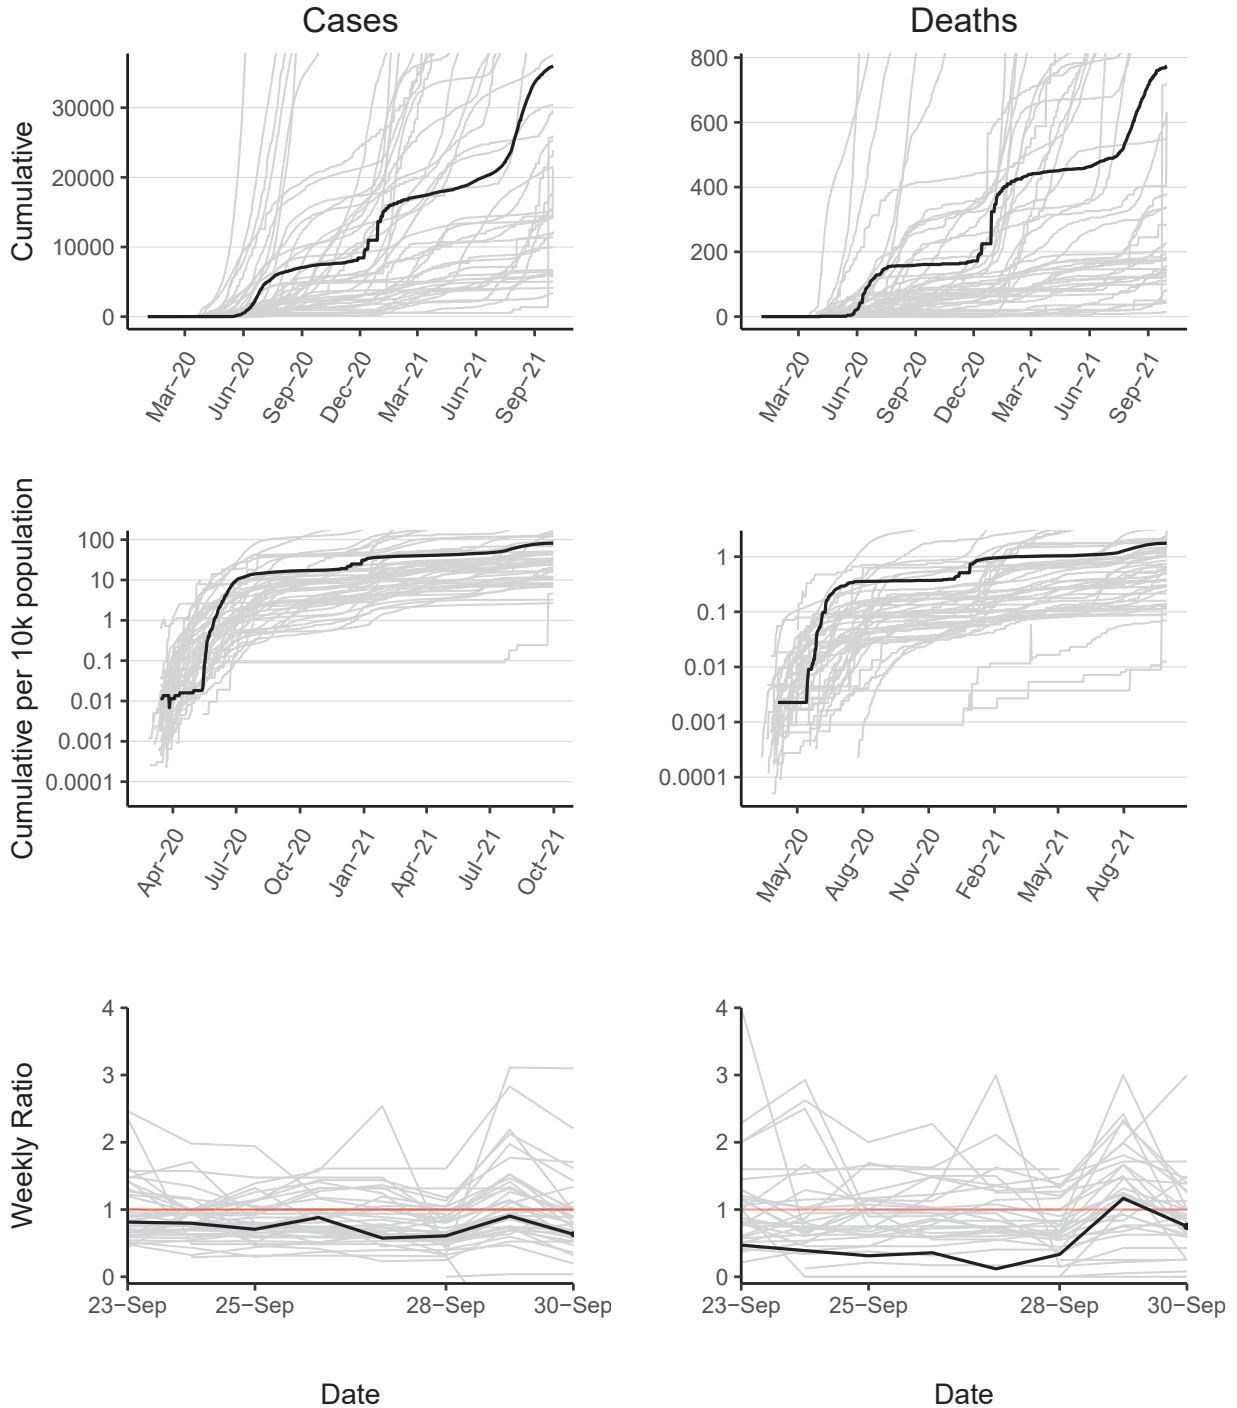 Cases
Deaths
Cumulative
30000
20000
10000
0
Mar−20
Jun−20
Sep−20
Dec−20
Mar−21
Jun−21
Sep−21
800
600
400
200
0
Mar−20
Jun−20
Sep−20
Dec−20
Mar−21
Jun−21
Sep−21
Cumulative per 10k population
100
10
1
0.1
0.01
0.001
0.0001
Apr−20
Jul−20
Oct−20
Jan−21
Apr−21
Jul−21
Oct−21
1
0.1
0.01
0.001
0.0001
May−20
Aug−20
Nov−20
Feb−21
May−21
Aug−21
Weekly Ratio
4
3
2
1
0
23−Sep
25−Sep
28−Sep
30−Sep
4
3
2
1
0
23−Sep
25−Sep
28−Sep
30−Sep
Date
Date